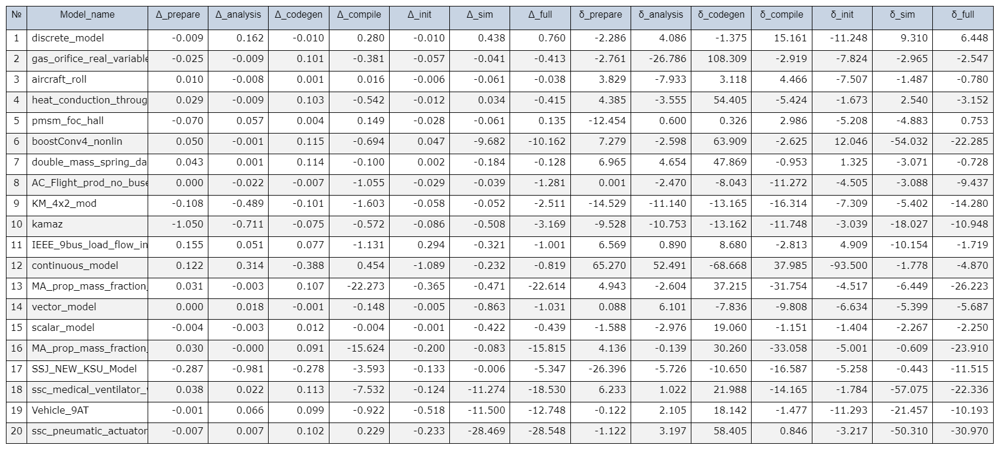 № Model_name Δ_prepare Δ_analysis Δ_codegen Δ_compile Δ_init Δ_sim Δ_full δ_prepare δ_analysis δ_codegen δ_compile δ_init δ_sim δ_full
1 discrete_model -0.009 0.162 -0.010 0.280 -0.010 0.438 0.760 -2.286 4.086 -1.375 15.161 -11.248 9.310 6.448
2 gas_orifice_real_variable -0.025 -0.009 0.101 -0.381 -0.057 -0.041 -0.413 -2.761 -26.786 108.309 -2.919 -7.824 -2.965 -2.547
3 aircraft_roll 0.010 -0.008 0.001 0.016 -0.006 -0.061 -0.038 3.829 -7.933 3.118 4.466 -7.507 -1.487 -0.780
4 heat_conduction_throug 0.029 -0.009 0.103 -0.542 -0.012 0.034 -0.415 4.385 -3.555 54.405 -5.424 -1.673 2.540 -3.152
5 pmsm_foc_hall -0.070 0.057 0.004 0.149 -0.028 -0.061 0.135 -12.454 0.600 0.326 2.986 -5.208 -4.883 0.753
6 boostConv4_nonlin 0.050 -0.001 0.115 -0.694 0.047 -9.682 -10.162 7.279 -2.598 63.909 -2.625 12.046 -54.032 -22.285
7 double_mass_spring_da 0.043 0.001 0.114 -0.100 0.002 -0.184 -0.128 6.965 4.654 47.869 -0.953 1.325 -3.071 -0.728
8 AC_Flight_prod_no_buse 0.000 -0.022 -0.007 -1.055 -0.029 -0.039 -1.281 0.001 -2.470 -8.043 -11.272 -4.505 -3.088 -9.437
9 KM_4x2_mod -0.108 -0.489 -0.101 -1.603 -0.058 -0.052 -2.511 -14.529 -11.140 -13.165 -16.314 -7.309 -5.402 -14.280
10 kamaz -1.050 -0.711 -0.075 -0.572 -0.086 -0.508 -3.169 -9.528 -10.753 -13.162 -11.748 -3.039 -18.027 -10.948
11 IEEE_9bus_load_flow_in 0.155 0.051 0.077 -1.131 0.294 -0.321 -1.001 6.569 0.890 8.680 -2.813 4.909 -10.154 -1.719
12 continuous_model 0.122 0.314 -0.388 0.454 -1.089 -0.232 -0.819 65.270 52.491 -68.668 37.985 -93.500 -1.778 -4.870
13 MA_prop_mass_fraction_ 0.031 -0.003 0.107 -22.273 -0.365 -0.471 -22.614 4.943 -2.604 37.215 -31.754 -4.517 -6.449 -26.223
14 vector_model 0.000 0.018 -0.001 -0.148 -0.005 -0.863 -1.031 0.088 6.101 -7.836 -9.808 -6.634 -5.399 -5.687
15 scalar_model -0.004 -0.003 0.012 -0.004 -0.001 -0.422 -0.439 -1.588 -2.976 19.060 -1.151 -1.404 -2.267 -2.250
16 MA_prop_mass_fraction_ 0.030 -0.000 0.091 -15.624 -0.200 -0.083 -15.815 4.136 -0.139 30.260 -33.058 -5.001 -0.609 -23.910
17 SSJ_NEW_KSU_Model -0.287 -0.981 -0.278 -3.593 -0.133 -0.006 -5.347 -26.396 -5.726 -10.650 -16.587 -5.258 -0.443 -11.515
18 ssc_medical_ventilator_ 0.038 0.022 0.113 -7.532 -0.124 -11.274 -18.530 6.233 1.022 21.988 -14.165 -1.784 -57.075 -22.336
19 Vehicle_9AT -0.001 0.066 0.099 -0.922 -0.518 -11.500 -12.748 -0.122 2.105 18.142 -1.477 -11.293 -21.457 -10.193
20 ssc_pneumatic_actuator -0.007 0.007 0.102 0.229 -0.233 -28.469 -28.548 -1.122 3.197 58.405 0.846 -3.217 -50.310 -30.970